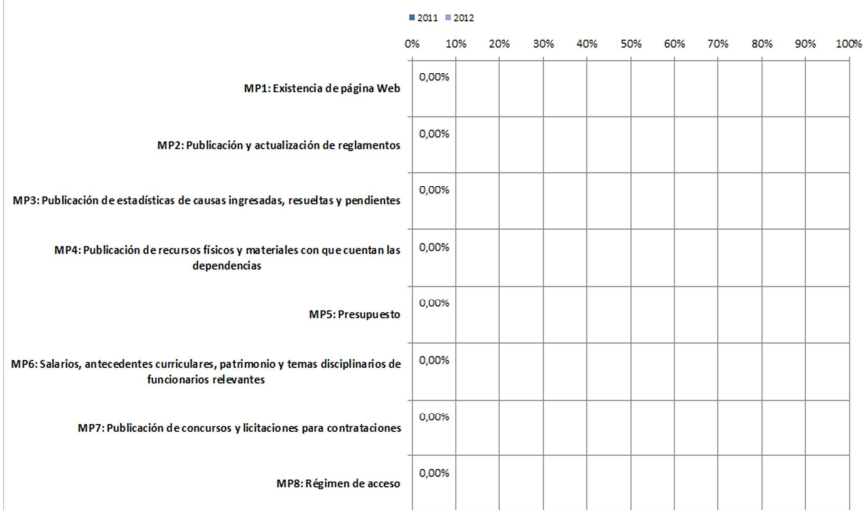 2011 2012
0% 10% 20% 30% 40% 50% 60% 70% 80% 90% 100%
0,00%
MP1: Existencia de página Web
0,00%
MP2: Publicación y actualización de reglamentos
0,00%
MP3: Publicación de estadísticas de causas ingresadas, resueltas y pendientes
0,00%
MP4: Publicación de recursos físicos y materiales con que cuentan las
dependencias
0,00%
MP5: Presupuesto
0,00%
MP6: Salarios, antecedentes curriculares, patrimonio y temas disciplinarios de
funcionarios relevantes
0,00%
MP7: Publicación de concursos y licitaciones para contrataciones
0,00%
MP8: Régimen de acceso